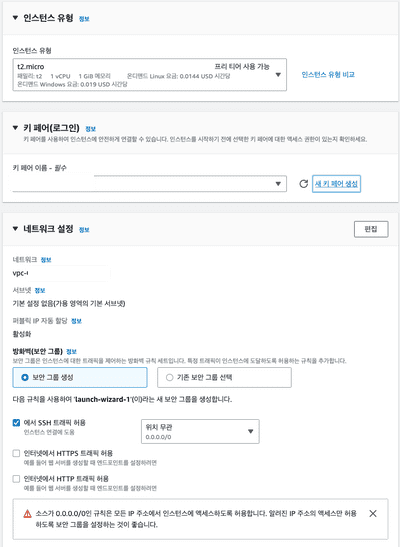 ▼ 인스턴스 유형 정보
인스턴스 유형
t2.micro 프리 티어 사용 가능
패밀리: t2 1 vCPU 1 GiB 메모리 온디맨드 Linux 요금: 0.0144 USD 시간당
온디맨드 Windows 요금: 0.019 USD 시간당
인스턴스 유형 비교
▼ 키 페어(로그인) 정보
키 페어를 사용하여 인스턴스에 안전하게 연결할 수 있습니다. 인스턴스를 시작하기 전에 선택한 키 페어에 대한 액세스 권한이 있는지 확인하세요.
키 페어 이름 - 필수
새 키 페어 생성
▼ 네트워크 설정 정보
편집
네트워크 정보
vpc-
서브넷 정보
기본 설정 없음(가용 영역의 기본 서브넷)
퍼블릭 IP 자동 할당 정보
활성화
방화벽(보안 그룹) 정보
보안 그룹은 인스턴스에 대한 트래픽을 제어하는 방화벽 규칙 세트입니다. 특정 트래픽이 인스턴스에 도달하도록 허용하는 규칙을 추가합니다.
보안 그룹 생성
기존 보안 그룹 선택
다음 규칙을 사용하여 'launch-wizard-1'(이)라는 새 보안 그룹을 생성합니다.
에서 SSH 트래픽 허용
인스턴스 연결에 도움
위치 무관
0.0.0.0/0
인터넷에서 HTTPS 트래픽 허용
예를 들어 웹 서버를 생성할 때 엔드포인트를 설정하려면
인터넷에서 HTTP 트래픽 허용
예를 들어 웹 서버를 생성할 때 엔드포인트를 설정하려면
소스가 0.0.0.0/0인 규칙은 모든 IP 주소에서 인스턴스에 액세스하도록 허용합니다. 알려진 IP 주소의 액세스만 허용
하도록 보안 그룹을 설정하는 것이 좋습니다.